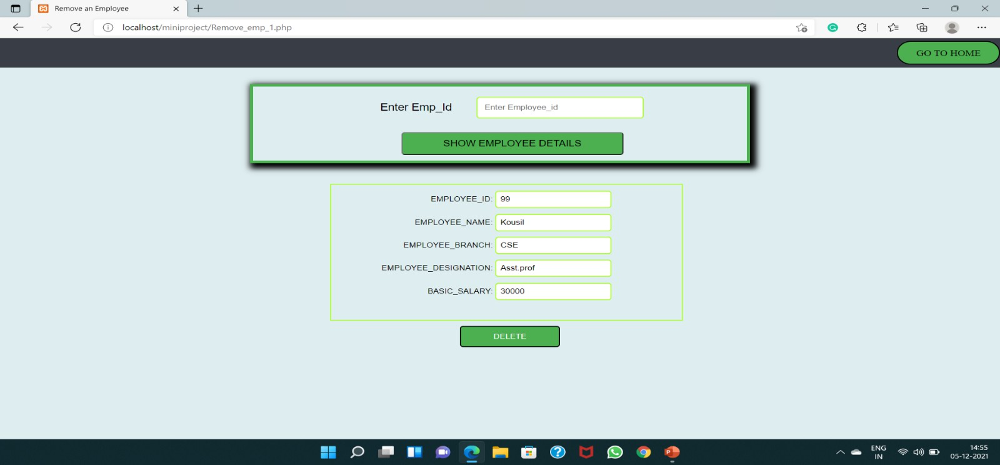 Remove an Employee
localhost/miniproject/Remove_emp_1.php
GO TO HOME
Enter Emp_Id Enter Employee_id
SHOW EMPLOYEE DETAILS
EMPLOYEE_ID: 99
EMPLOYEE_NAME: Kousil
EMPLOYEE_BRANCH: CSE
EMPLOYEE_DESIGNATION: Asst.prof
BASIC_SALARY: 30000
DELETE
ENG
IN
14:55
05-12-2021